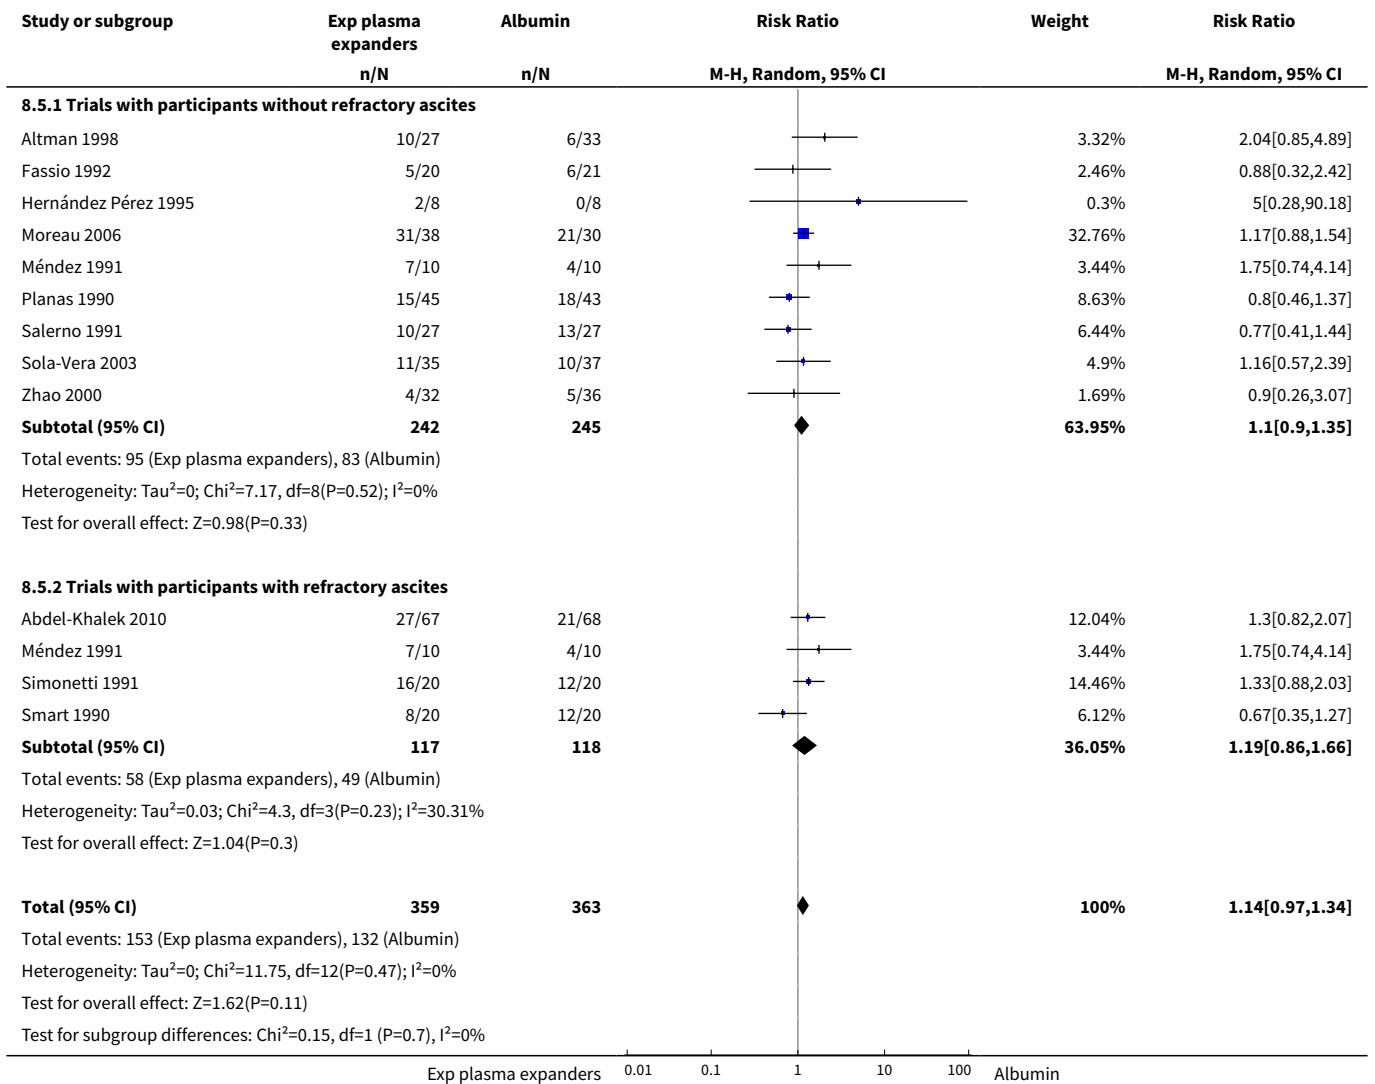 Study or subgroup Exp plasma expanders Albumin Risk Ratio Weight Risk Ratio
n/N n/N M-H, Random, 95% CI M-H, Random, 95% CI
8.5.1 Trials with participants without refractory ascites
Altman 1998 10/27 6/33 3.32% 2.04[0.85,4.89]
Fassio 1992 5/20 6/21 2.46% 0.88[0.32,2.42]
Hernández Pérez 1995 2/8 0/8 0.3% 5[0.28,90.18]
Moreau 2006 31/38 21/30 32.76% 1.17[0.88,1.54]
Méndez 1991 7/10 4/10 3.44% 1.75[0.74,4.14]
Planas 1990 15/45 18/43 8.63% 0.8[0.46,1.37]
Salerno 1991 10/27 13/27 6.44% 0.77[0.41,1.44]
Sola-Vera 2003 11/35 10/37 4.9% 1.16[0.57,2.39]
Zhao 2000 4/32 5/36 1.69% 0.9[0.26,3.07]
Subtotal (95% CI) 242 245 63.95% 1.1[0.9,1.35]
Total events: 95 (Exp plasma expanders), 83 (Albumin)
Heterogeneity: Tau²=0; Chi²=7.17, df=8(P=0.52); I²=0%
Test for overall effect: Z=0.98(P=0.33)
8.5.2 Trials with participants with refractory ascites
Abdel-Khalek 2010 27/67 21/68 12.04% 1.3[0.82,2.07]
Méndez 1991 7/10 4/10 3.44% 1.75[0.74,4.14]
Simonetti 1991 16/20 12/20 14.46% 1.33[0.88,2.03]
Smart 1990 8/20 12/20 6.12% 0.67[0.35,1.27]
Subtotal (95% CI) 117 118 36.05% 1.19[0.86,1.66]
Total events: 58 (Exp plasma expanders), 49 (Albumin)
Heterogeneity: Tau²=0.03; Chi²=4.3, df=3(P=0.23); I²=30.31%
Test for overall effect: Z=1.04(P=0.3)
Total (95% CI) 359 363 100% 1.14[0.97,1.34]
Total events: 153 (Exp plasma expanders), 132 (Albumin)
Heterogeneity: Tau²=0; Chi²=11.75, df=12(P=0.47); I²=0%
Test for overall effect: Z=1.62(P=0.11)
Test for subgroup differences: Chi²=0.15, df=1 (P=0.7), I²=0%
Exp plasma expanders 0.01 0.1 1 10 100 Albumin